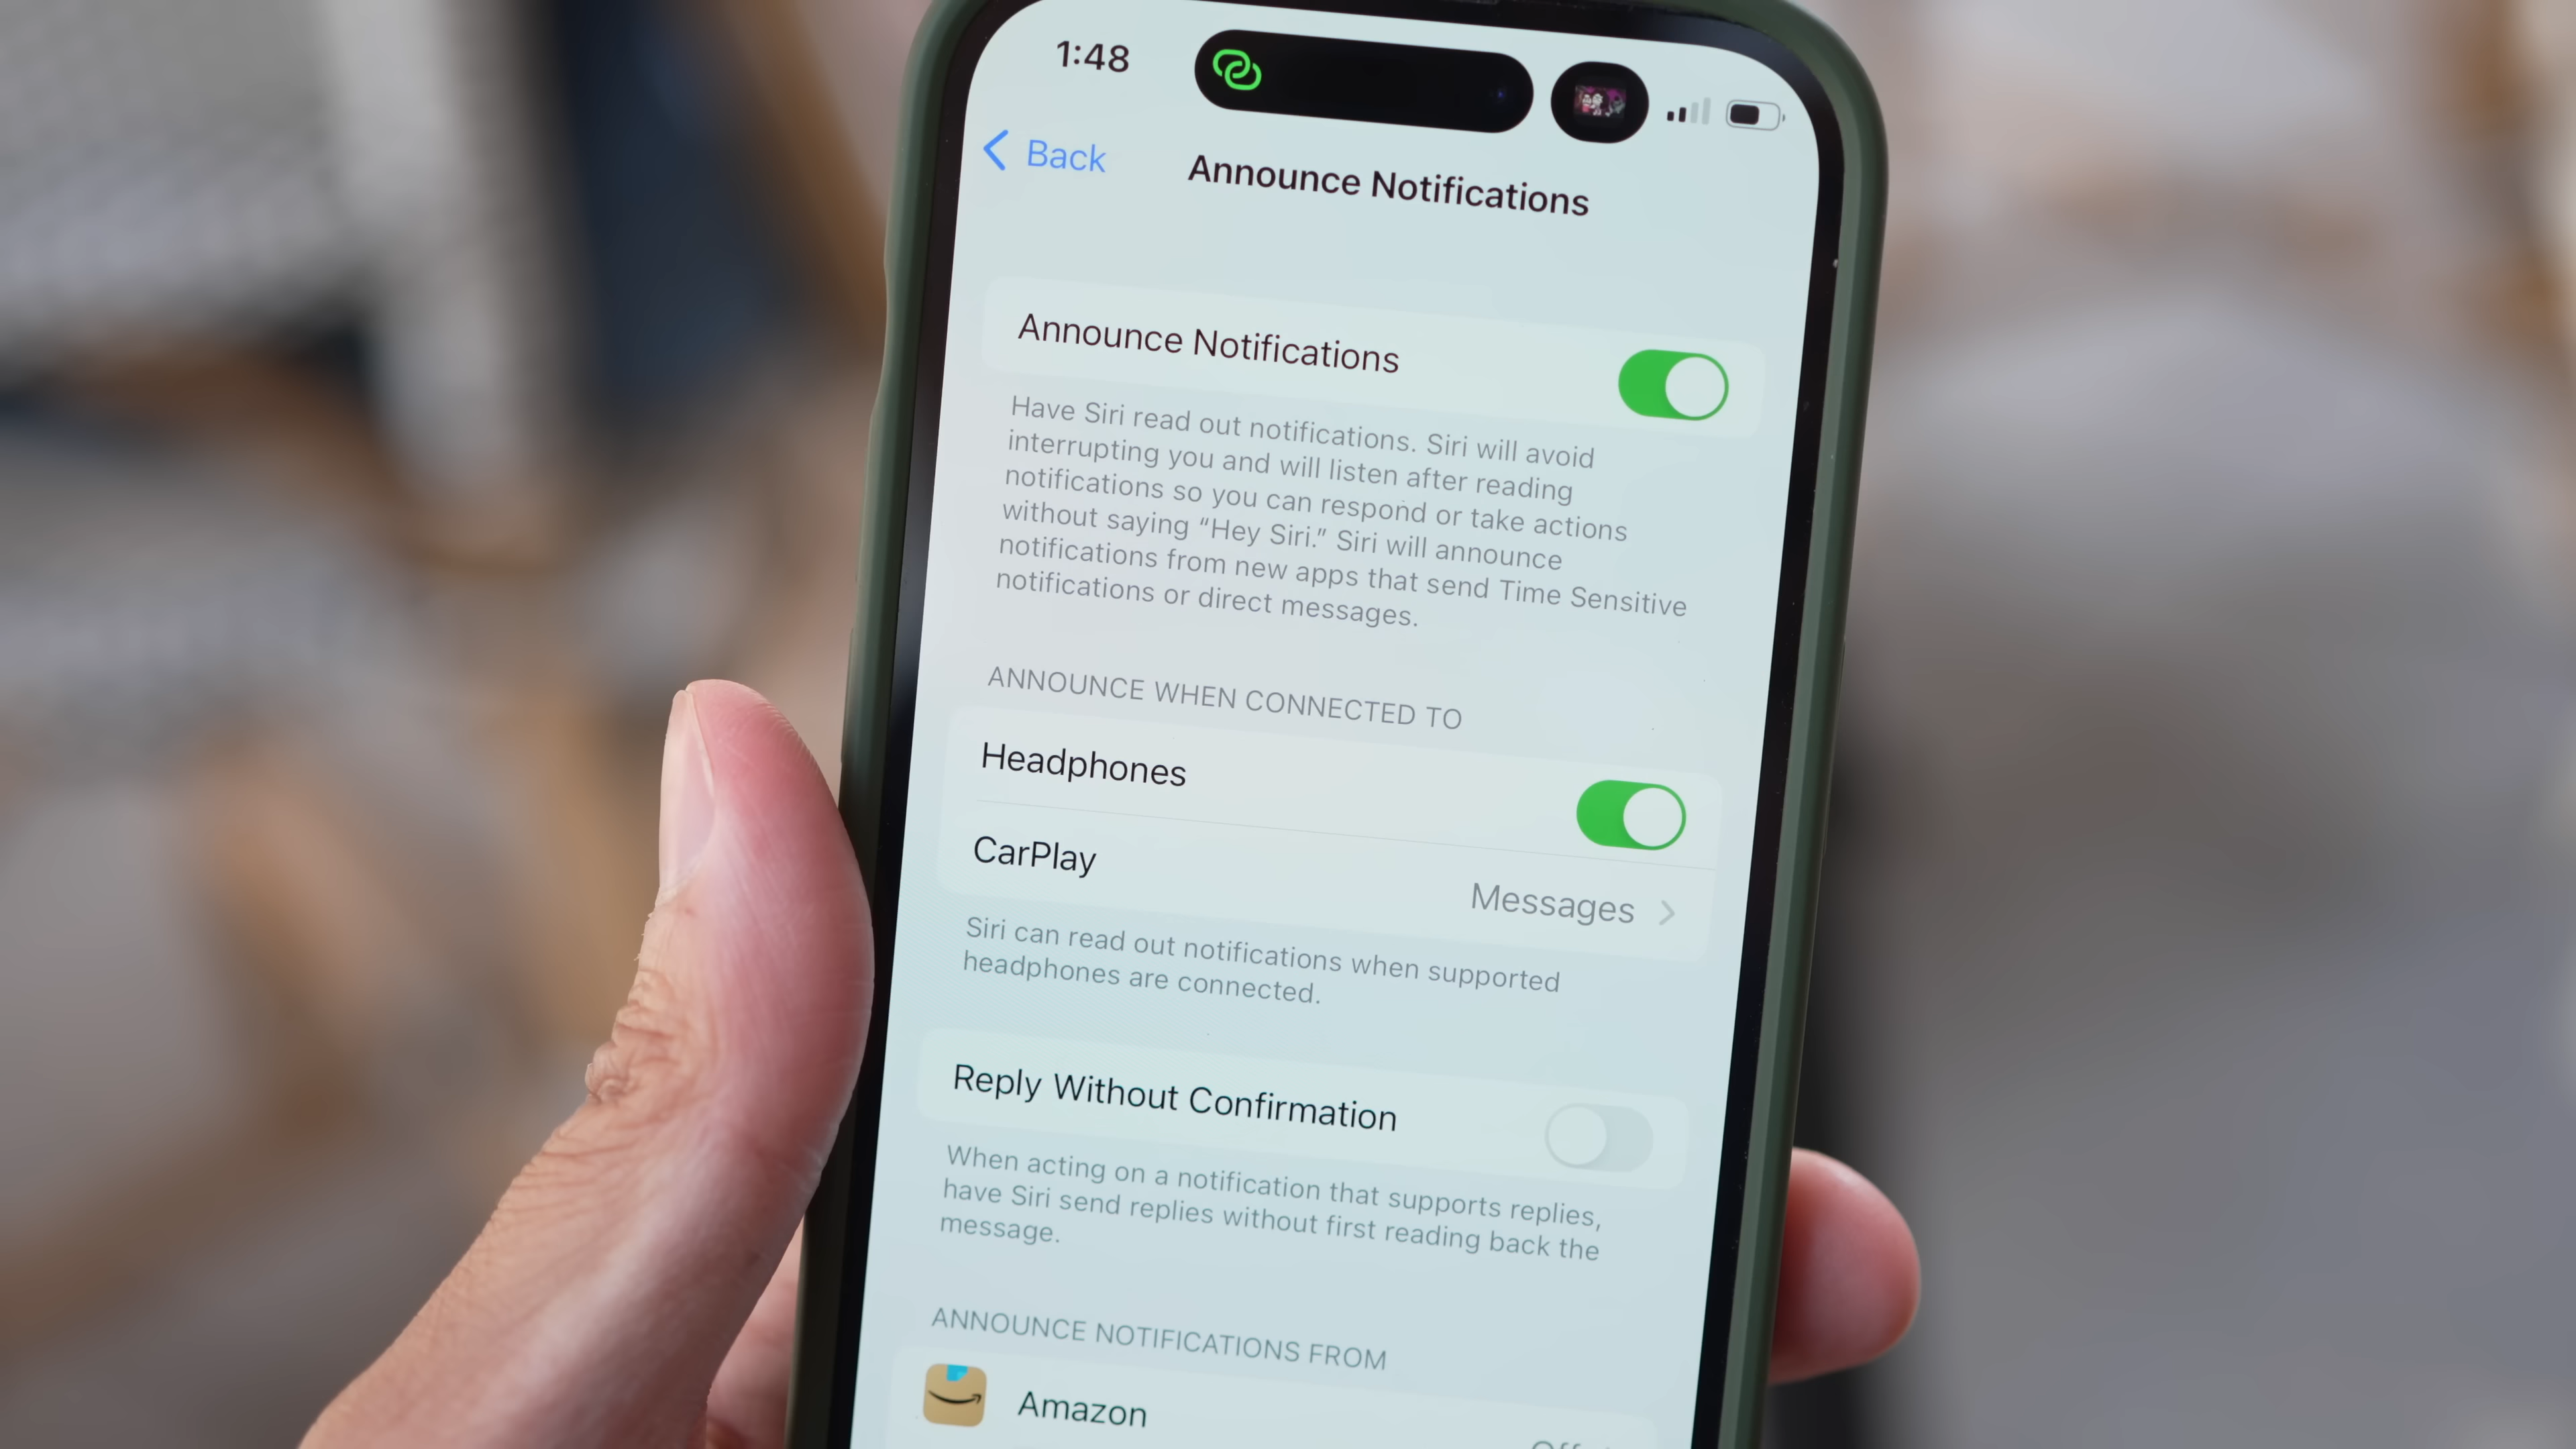 1:48
Back
Announce Notifications
Announce Notifications
Have Siri read out notifications. Siri will avoid
interrupting you and will listen after reading
notifications so you can respond or take actions
without saying “Hey Siri.” Siri will announce
notifications from new apps that send Time Sensitive
notifications or direct messages.
ANNOUNCE WHEN CONNECTED TO
Headphones
CarPlay
Messages
Siri can read out notifications when supported
headphones are connected.
Reply Without Confirmation
When acting on a notification that supports replies,
have Siri send replies without first reading back the
message.
ANNOUNCE NOTIFICATIONS FROM
Amazon
Off